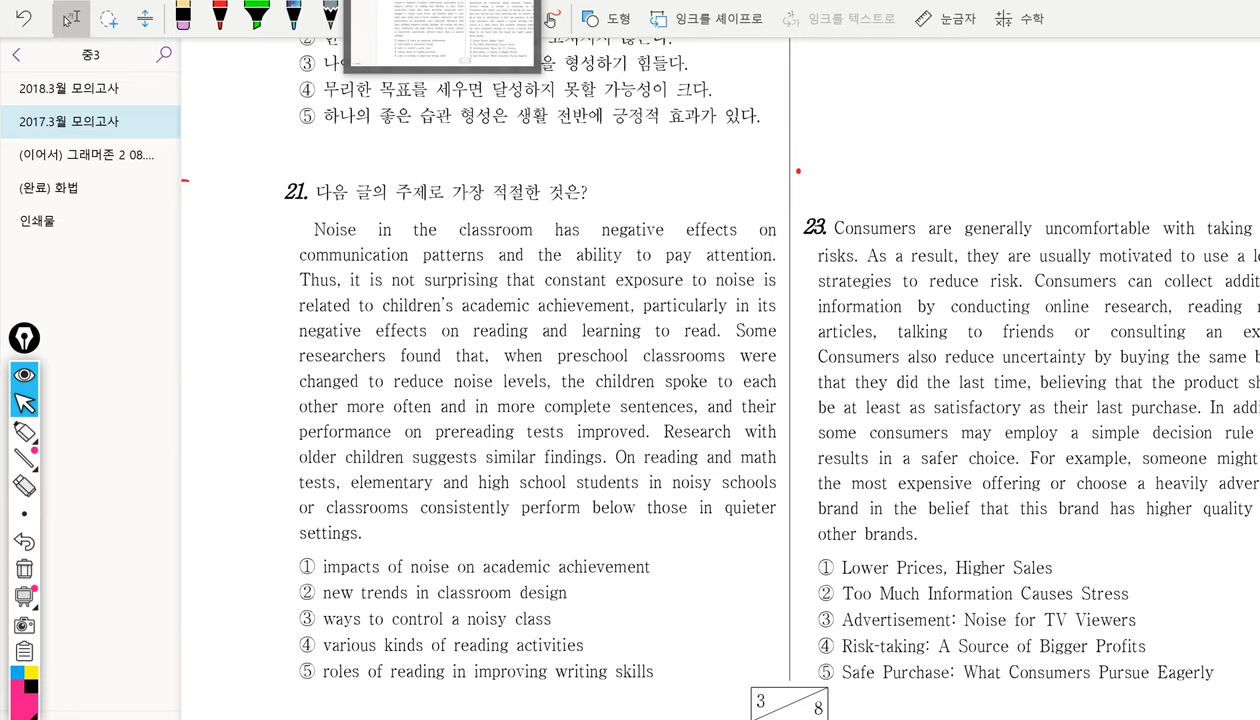 도형
잉크를 셰이프로
잉크를 텍스트로
눈금자
수학
중3
2018.3월 모의고사
2017.3월 모의고사
(이어서) 그래머존 2 08....
(완료) 화법
인쇄물
③ 나 을 형성하기 힘들다.
④ 무리한 목표를 세우면 달성하지 못할 가능성이 크다.
⑤ 하나의 좋은 습관 형성은 생활 전반에 긍정적 효과가 있다.
21. 다음 글의 주제로 가장 적절한 것은?
Noise in the classroom has negative effects on
communication patterns and the ability to pay attention.
Thus, it is not surprising that constant exposure to noise is
related to children's academic achievement, particularly in its
negative effects on reading and learning to read. Some
researchers found that, when preschool classrooms were
changed to reduce noise levels, the children spoke to each
other more often and in more complete sentences, and their
performance on prereading tests improved. Research with
older children suggests similar findings. On reading and math
tests, elementary and high school students in noisy schools
or classrooms consistently perform below those in quieter
settings.
① impacts of noise on academic achievement
② new trends in classroom design
③ ways to control a noisy class
④ various kinds of reading activities
⑤ roles of reading in improving writing skills
23. Consumers are generally uncomfortable with taking
risks. As a result, they are usually motivated to use a l
strategies to reduce risk. Consumers can collect addit
information by conducting online research, reading
articles, talking to friends or consulting an ex
Consumers also reduce uncertainty by buying the same b
that they did the last time, believing that the product sh
be at least as satisfactory as their last purchase. In addi
some consumers may employ a simple decision rule
results in a safer choice. For example, someone might
the most expensive offering or choose a heavily adver
brand in the belief that this brand has higher quality
other brands.
① Lower Prices, Higher Sales
② Too Much Information Causes Stress
③ Advertisement: Noise for TV Viewers
④ Risk-taking: A Source of Bigger Profits
⑤ Safe Purchase: What Consumers Pursue Eagerly
3
8